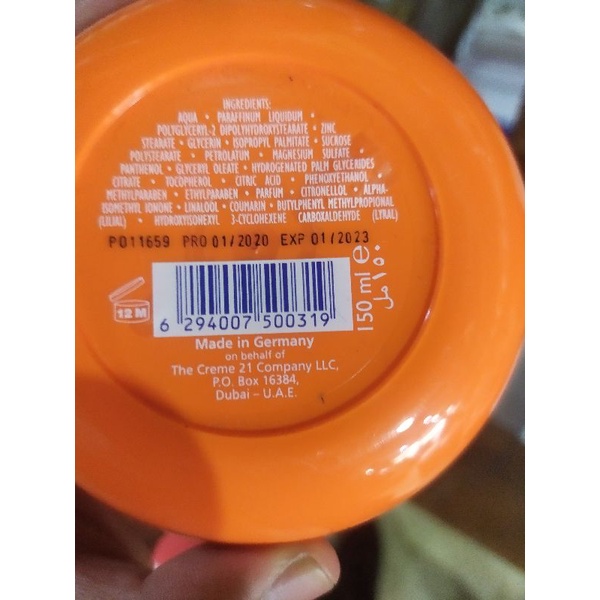 INGREDIENTS:
AQUA • PARAFFINUM LIQUIDUM •
POLYGLYCERYL-2 DIPOLYHYDROXYSTEARATE • ZINC
STEARATE • GLYCERIN • ISOPROPYL PALMITATE • SUCROSE
POLYSTEARATE • PETROLATUM • MAGNESIUM SULFATE •
PANTHENOL • GLYCERYL OLEATE • HYDROGENATED PALM GLYCERIDES
CITRATE • TOCOPHEROL • CITRIC ACID • PHENOXYETHANOL •
METHYLPARABEN • ETHYLPARABEN • PARFUM • CITRONELLOL • ALPHA-
ISOMETHYL IONONE • LINALOOL • COUMARIN • BUTYLPHENYL METHYLPROPIONAL
(LILIAL) • HYDROXYISOHEXYL 3-CYCLOHEXENE CARBOXALDEHYDE (LYRAL)
P011659 PRO 01/2020 EXP 01/2023
12 M
6 294007 500319
150 ml e
١٥٠ مل
Made in Germany
on behalf of
The Creme 21 Company LLC,
P.O. Box 16384,
Dubai – U.A.E.